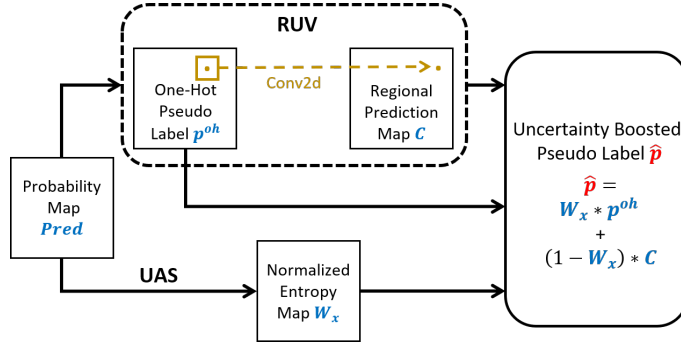 RUV
One-Hot
Pseudo
Label p^oh
Conv2d
Regional
Prediction
Map C
Probability
Map
Pred
UAS
Normalized
Entropy
Map W_x
Uncertainty Boosted
Pseudo Label p̂
p̂ =
W_x * p^oh
+
(1 − W_x) * C